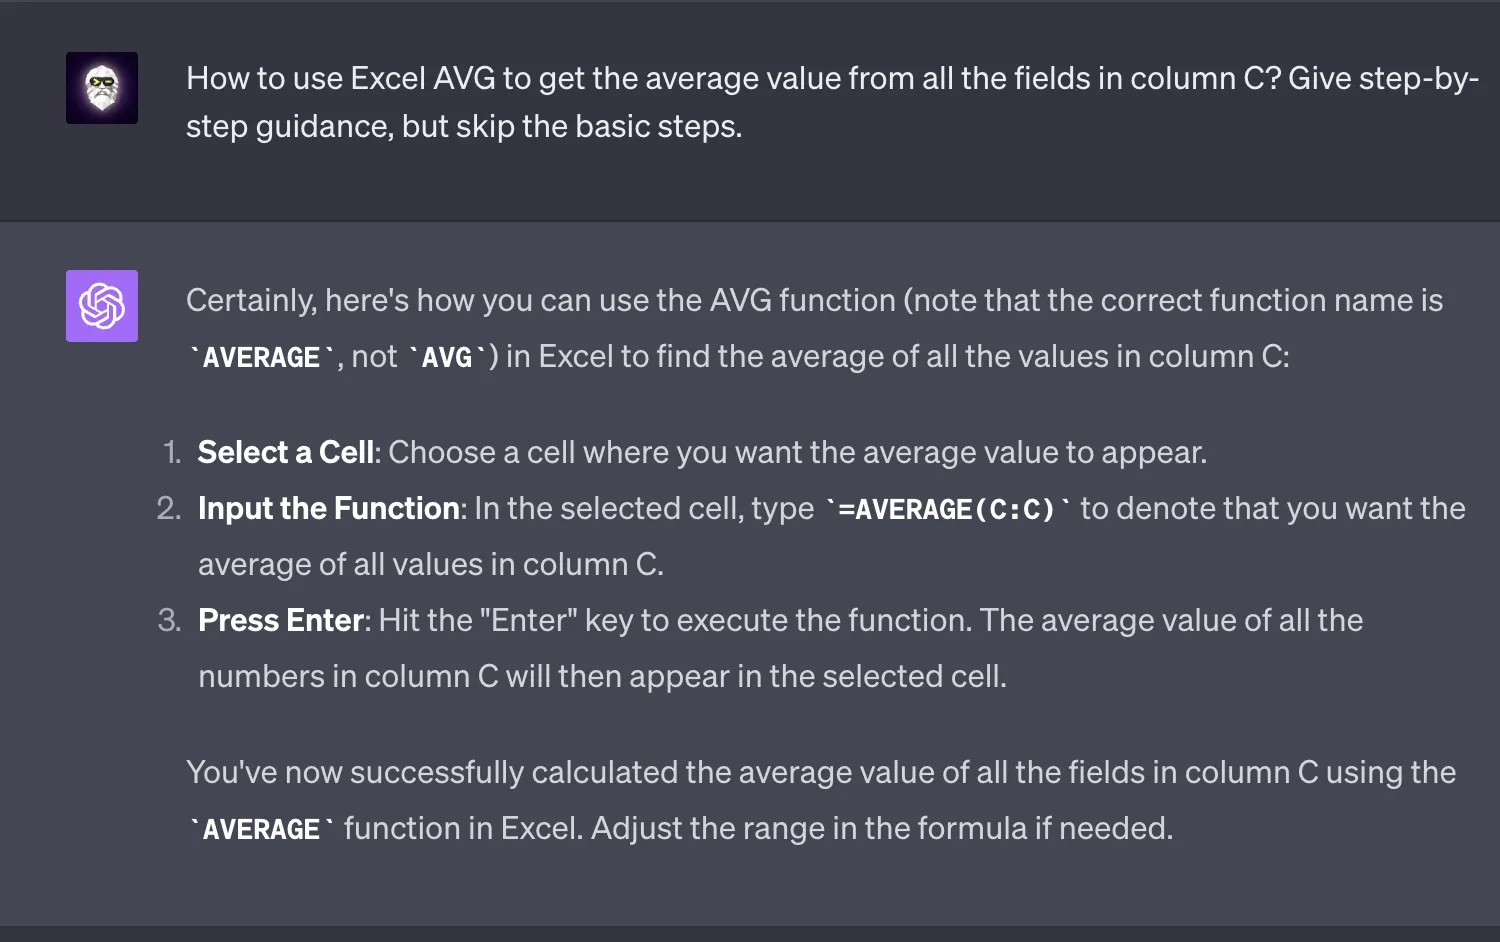 How to use Excel AVG to get the average value from all the fields in column C? Give step-by-
step guidance, but skip the basic steps.
Certainly, here's how you can use the AVG function (note that the correct function name is
`AVERAGE`, not `AVG`) in Excel to find the average of all the values in column C:
1. Select a Cell: Choose a cell where you want the average value to appear.
2. Input the Function: In the selected cell, type `=AVERAGE(C:C)` to denote that you want the
average of all values in column C.
3. Press Enter: Hit the "Enter" key to execute the function. The average value of all the
numbers in column C will then appear in the selected cell.
You've now successfully calculated the average value of all the fields in column C using the
`AVERAGE` function in Excel. Adjust the range in the formula if needed.